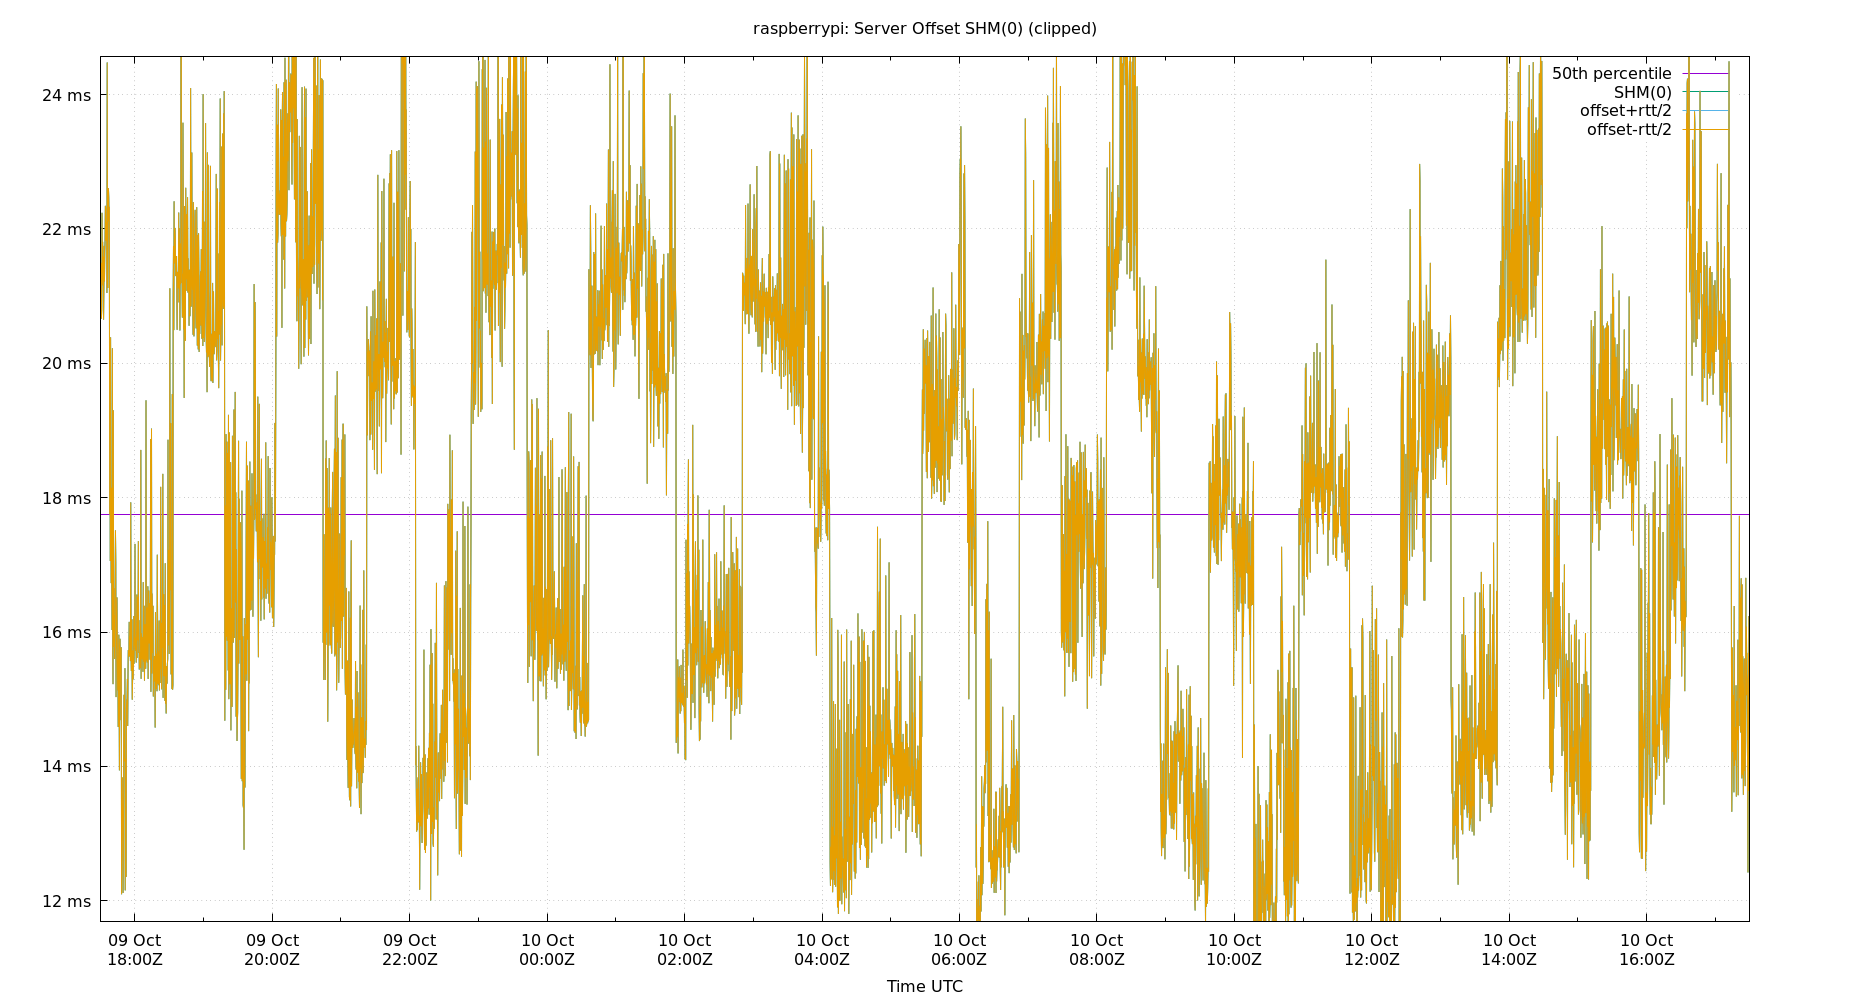 raspberrypi: Server Offset SHM(0) (clipped)
50th percentile
SHM(0)
offset+rtt/2
offset-rtt/2
24 ms
22 ms
20 ms
18 ms
16 ms
14 ms
12 ms
09 Oct 09 Oct 09 Oct 10 Oct 10 Oct 10 Oct 10 Oct 10 Oct 10 Oct 10 Oct 10 Oct 10 Oct
18:00Z 20:00Z 22:00Z 00:00Z 02:00Z 04:00Z 06:00Z 08:00Z 10:00Z 12:00Z 14:00Z 16:00Z
Time UTC